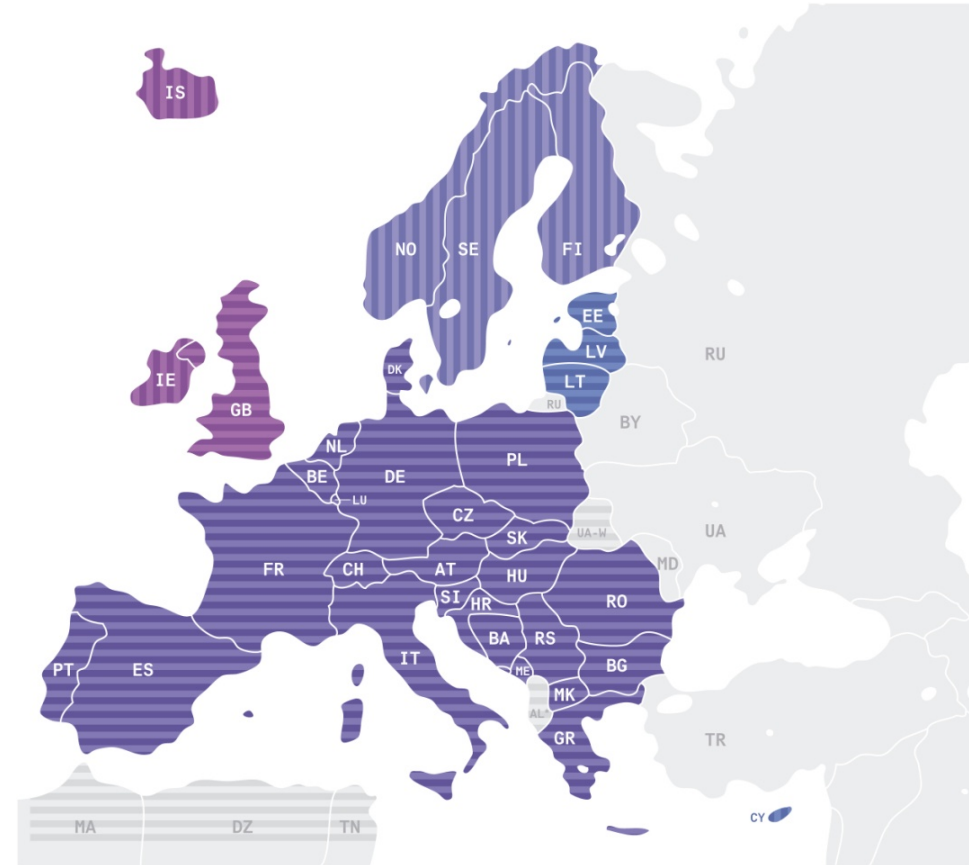 IS
NO
SE
FI
EE
LV
LT
RU
DK
IE
GB
RU
BY
NL
PL
BE
DE
LU
CZ
UA-W
UA
SK
MD
FR
CH
AT
HU
SI
HR
RO
BA
RS
IT
PT
ES
ME
BG
MK
AL*
GR
TR
CY
MA
DZ
TN